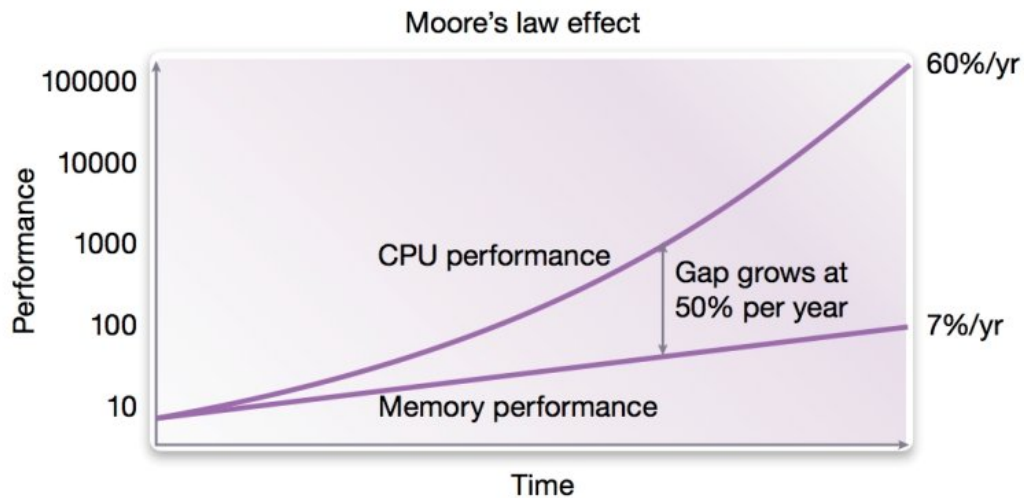 Moore's law effect
100000
10000
1000
100
10
Performance
CPU performance
Gap grows at
50% per year
Memory performance
60%/yr
7%/yr
Time